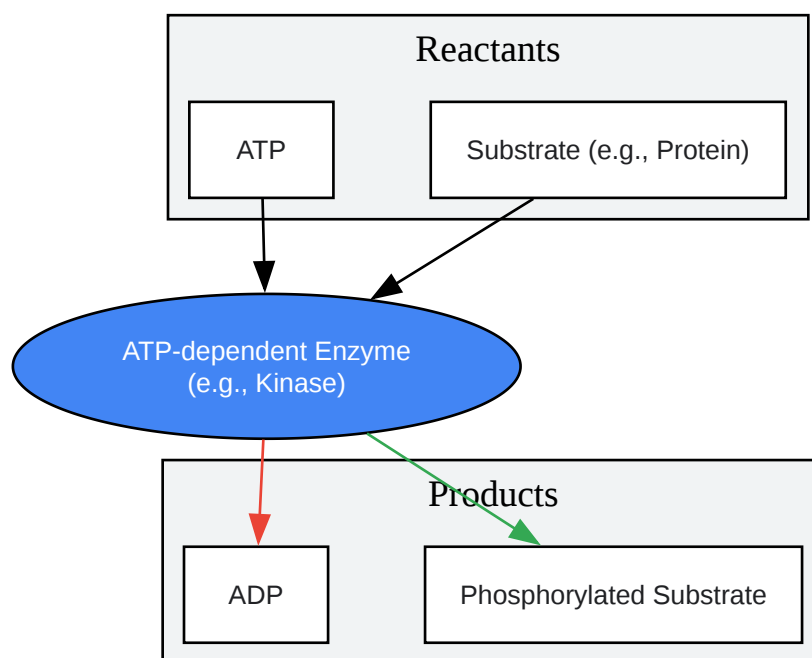 Reactants
ATP
Substrate (e.g., Protein)
ATP-dependent Enzyme
(e.g., Kinase)
Products
ADP
Phosphorylated Substrate